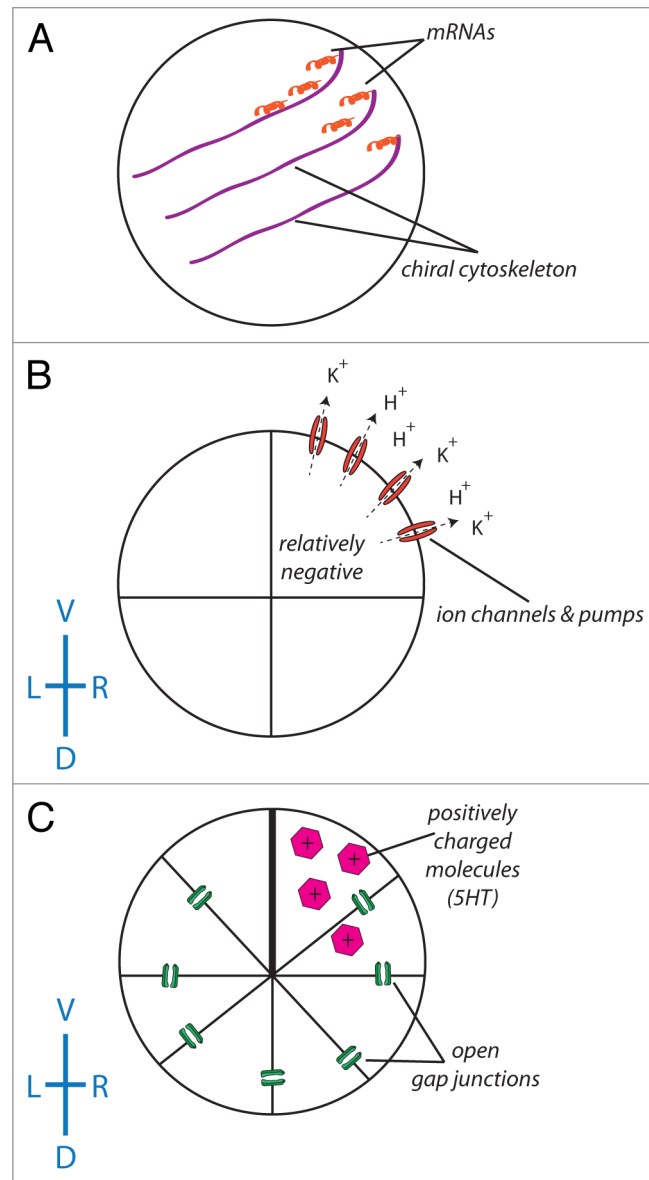 A
mRNAs
chiral cytoskeleton
B
K+
H+
H+
K+
H+
K+
relatively
negative
ion channels & pumps
V
L R
D
C
positively
charged
molecules
(5HT)
+
+
+
+
open
gap junctions
V
L R
D